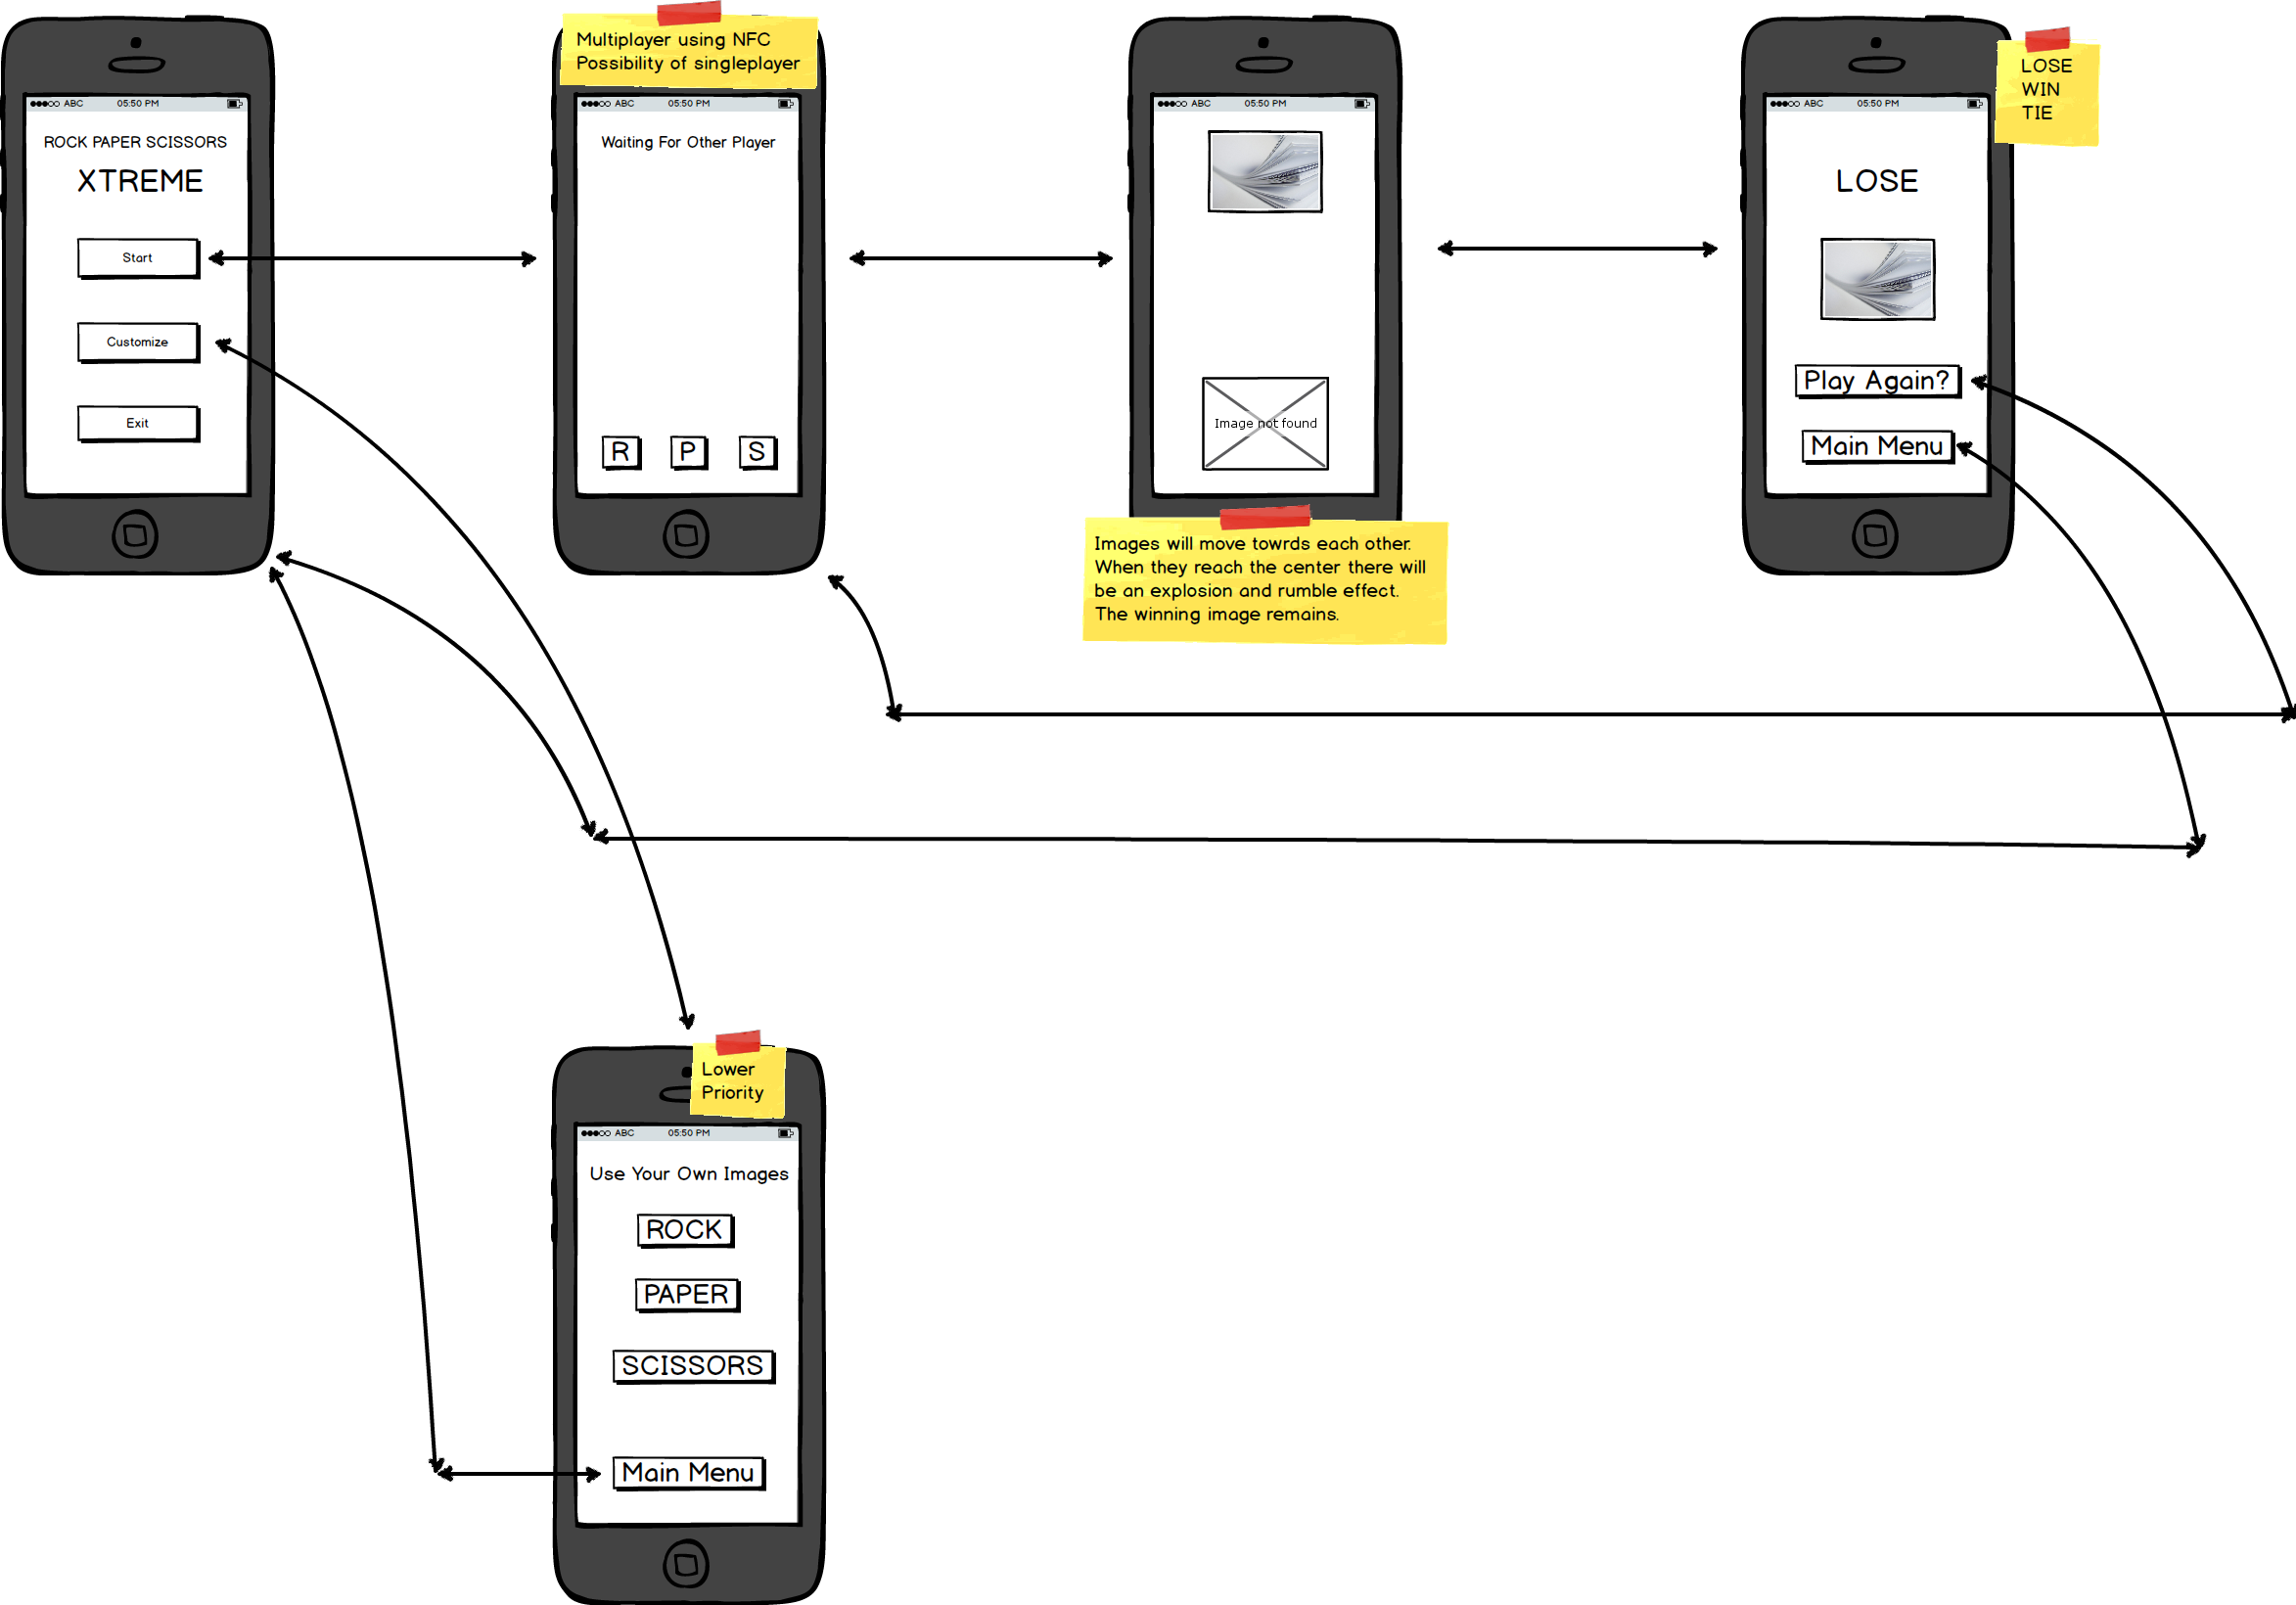 ABC 05:50 PM
ROCK PAPER SCISSORS
XTREME
Start
Customize
Exit
Multiplayer using NFC
Possibility of singleplayer
ABC 05:50 PM
Waiting For Other Player
R P S
ABC 05:50 PM
Image not found
Images will move towrds each other.
When they reach the center there will
be an explosion and rumble effect.
The winning image remains.
LOSE
WIN
TIE
ABC 05:50 PM
LOSE
Play Again?
Main Menu
Lower
Priority
ABC 05:50 PM
Use Your Own Images
ROCK
PAPER
SCISSORS
Main Menu